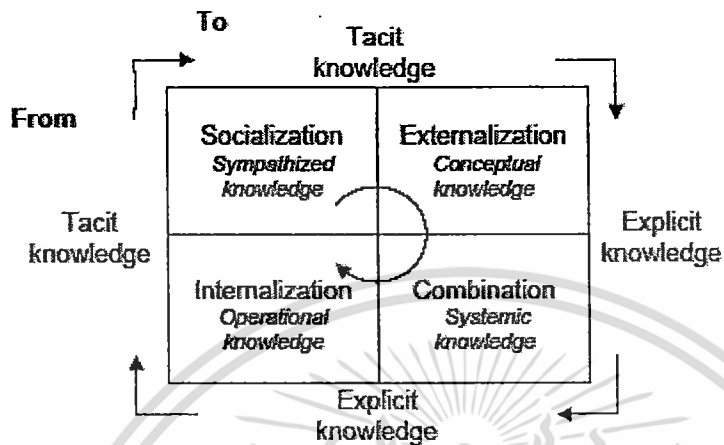 To
Tacit
knowledge
From
Socialization
Sympathized
knowledge
Externalization
Conceptual
knowledge
Tacit
knowledge
Explicit
knowledge
Internalization
Operational
knowledge
Combination
Systemic
knowledge
Explicit
knowledge